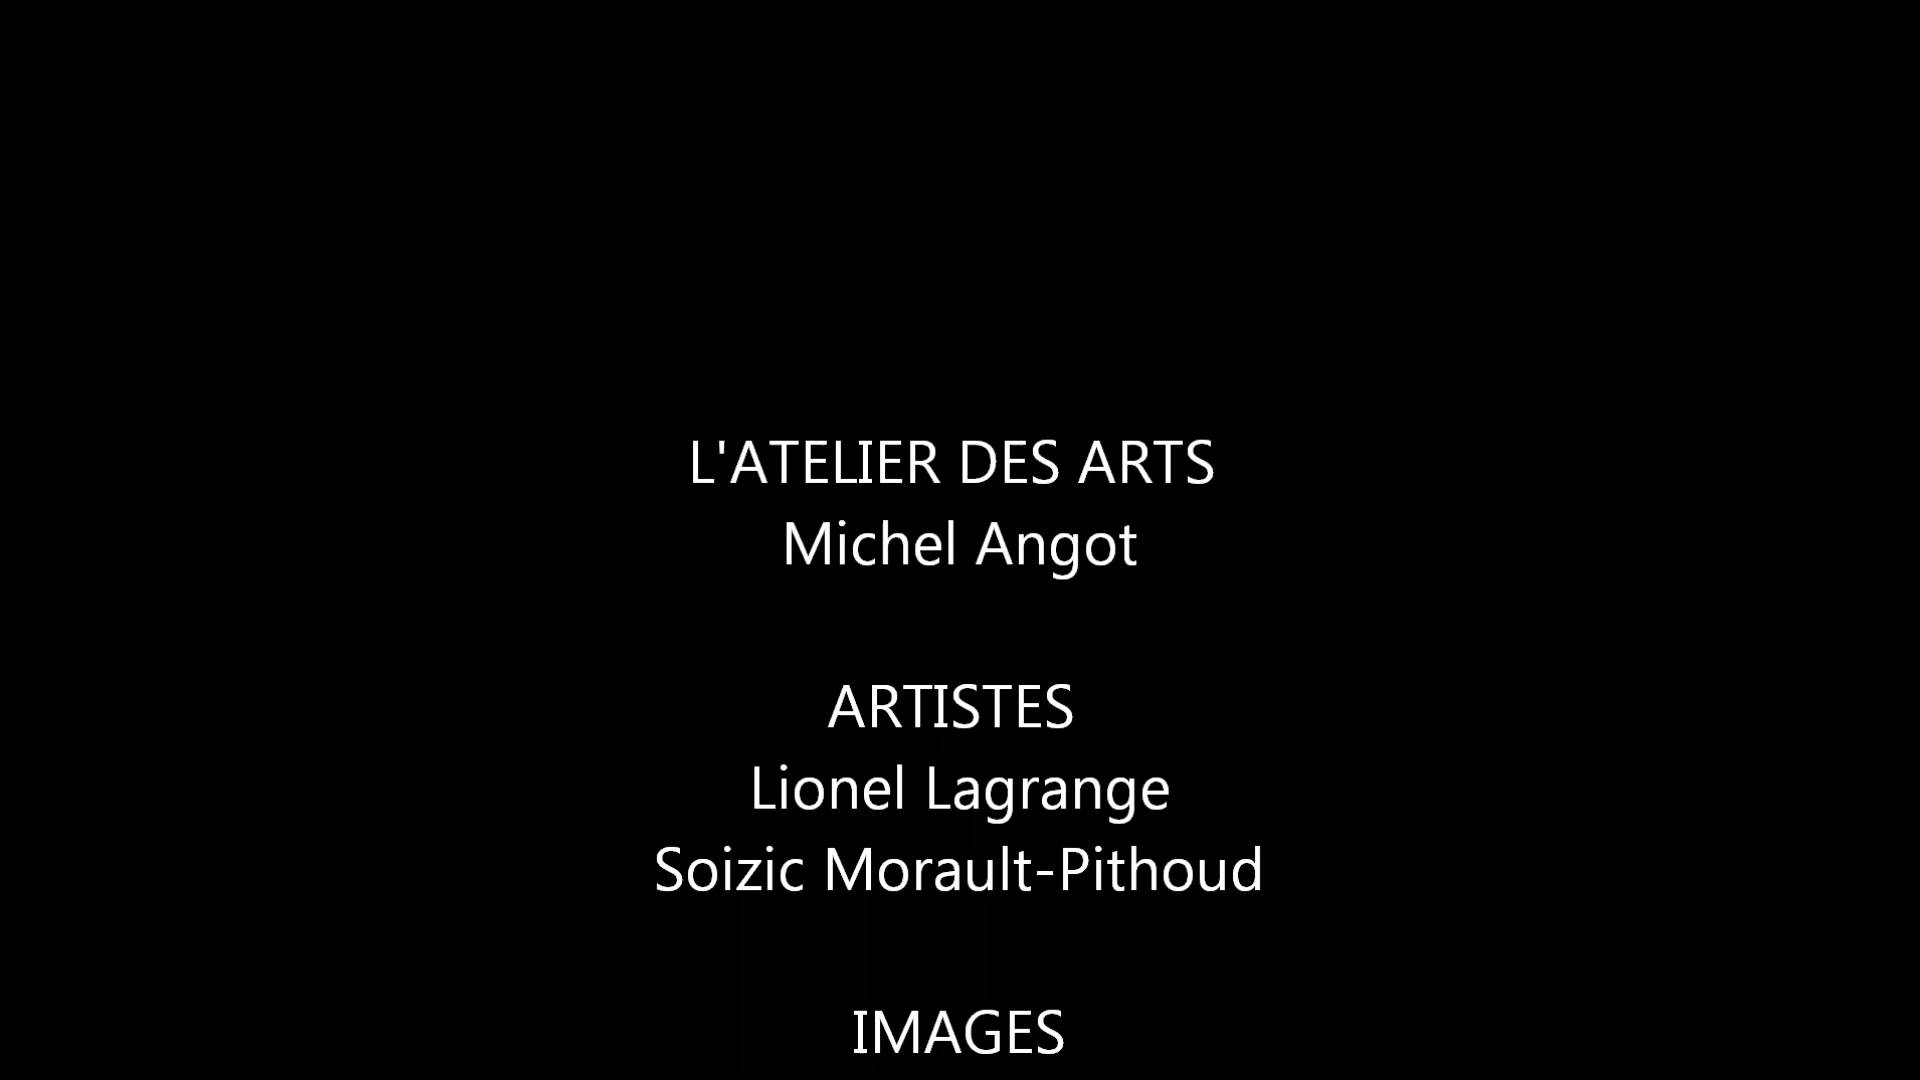 L'ATELIER DES ARTS
Michel Angot
ARTISTES
Lionel Lagrange
Soizic Morault-Pithoud
IMAGES